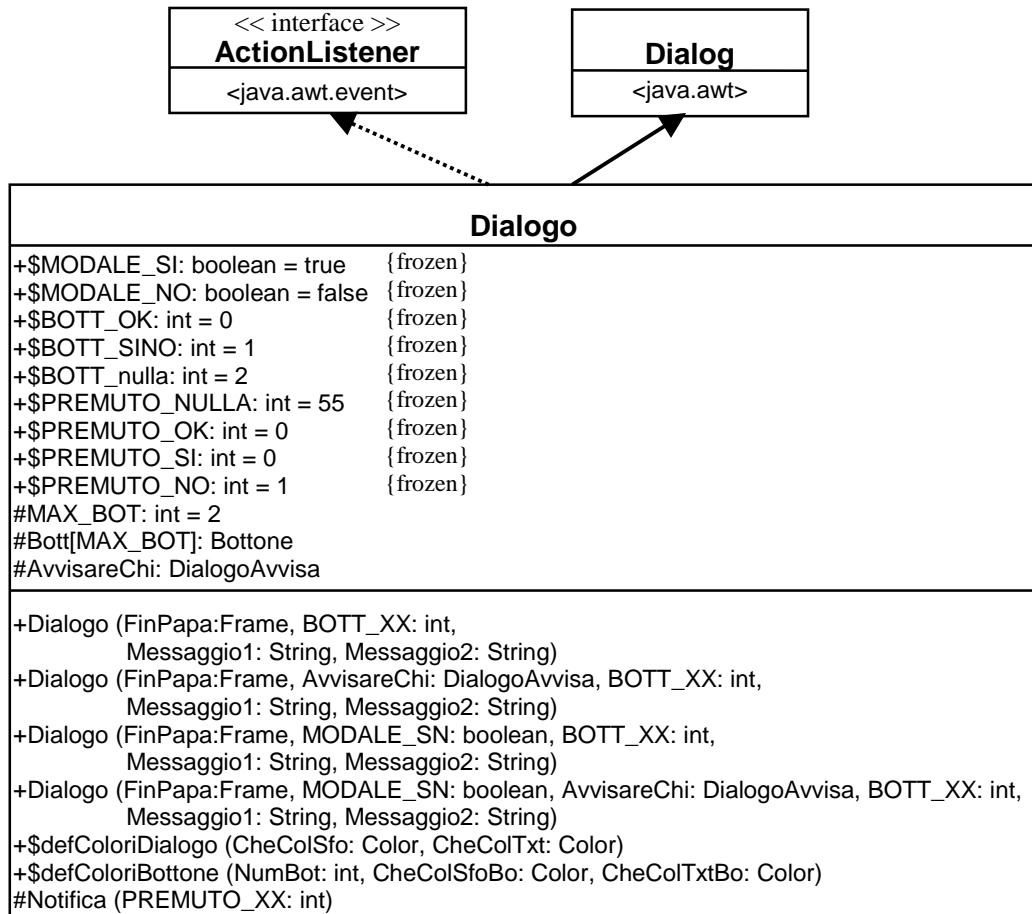 << interface >>
ActionListener
<java.awt.event>
Dialog
<java.awt>
Dialogo
+$MODALE_SI: boolean = true {frozen}
+$MODALE_NO: boolean = false {frozen}
+$BOTT_OK: int = 0 {frozen}
+$BOTT_SINO: int = 1 {frozen}
+$BOTT_nulla: int = 2 {frozen}
+$PREMUTO_NULLA: int = 55 {frozen}
+$PREMUTO_OK: int = 0 {frozen}
+$PREMUTO_SI: int = 0 {frozen}
+$PREMUTO_NO: int = 1 {frozen}
#MAX_BOT: int = 2
#Bott[MAX_BOT]: Bottone
#AvvisareChi: DialogoAvvisa
+Dialogo (FinPapa:Frame, BOTT_XX: int,
Messaggio1: String, Messaggio2: String)
+Dialogo (FinPapa:Frame, AvvisareChi: DialogoAvvisa, BOTT_XX: int,
Messaggio1: String, Messaggio2: String)
+Dialogo (FinPapa:Frame, MODALE_SN: boolean, BOTT_XX: int,
Messaggio1: String, Messaggio2: String)
+Dialogo (FinPapa:Frame, MODALE_SN: boolean, AvvisareChi: DialogoAvvisa, BOTT_XX: int,
Messaggio1: String, Messaggio2: String)
+$defColoriDialogo (CheColSfo: Color, CheColTxt: Color)
+$defColoriBottone (NumBot: int, CheColSfoBo: Color, CheColTxtBo: Color)
#Notifica (PREMUTO_XX: int)